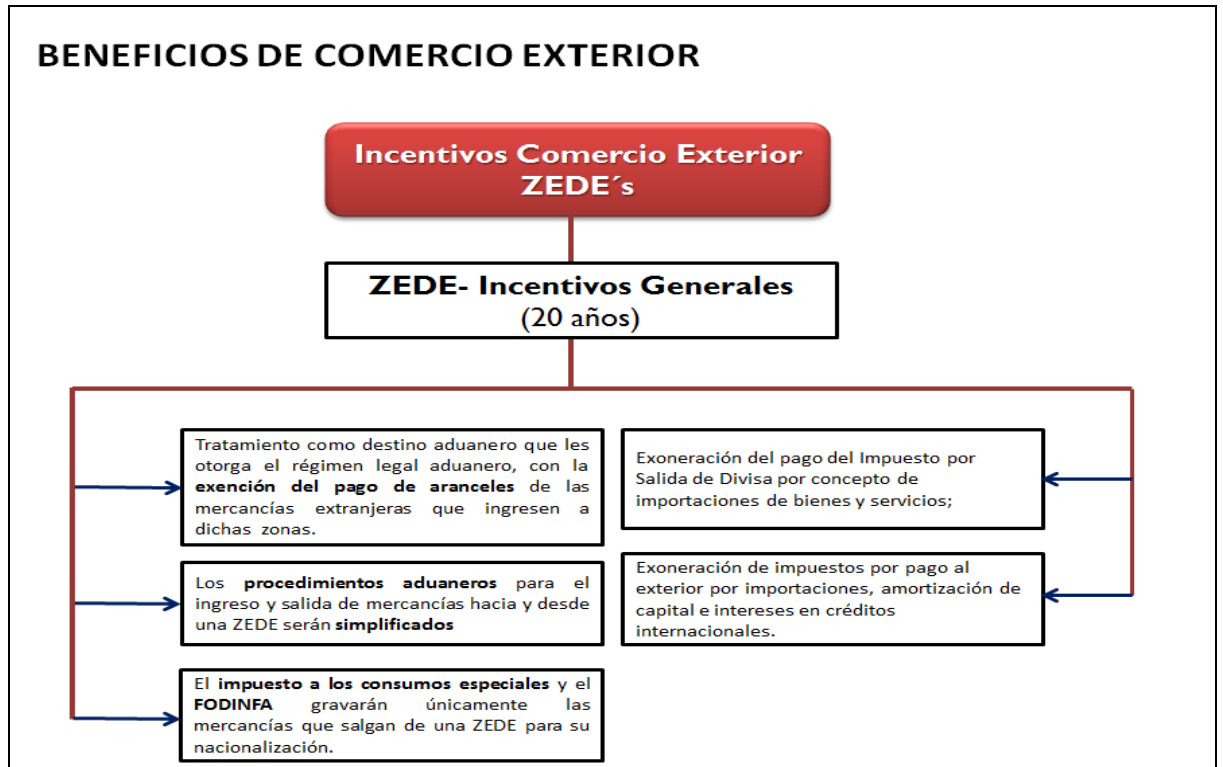 BENEFICIOS DE COMERCIO EXTERIOR
Incentivos Comercio Exterior
ZEDE´s
ZEDE- Incentivos Generales
(20 años)
Tratamiento como destino aduanero que les
otorga el régimen legal aduanero, con la
exención del pago de aranceles de las
mercancías extranjeras que ingresen a
dichas zonas.
Los procedimientos aduaneros para el
ingreso y salida de mercancías hacia y desde
una ZEDE serán simplificados
El impuesto a los consumos especiales y el
FODINFA gravarán únicamente las
mercancías que salgan de una ZEDE para su
nacionalización.
Exoneración del pago del Impuesto por
Salida de Divisa por concepto de
importaciones de bienes y servicios;
Exoneración de impuestos por pago al
exterior por importaciones, amortización de
capital e intereses en créditos
internacionales.